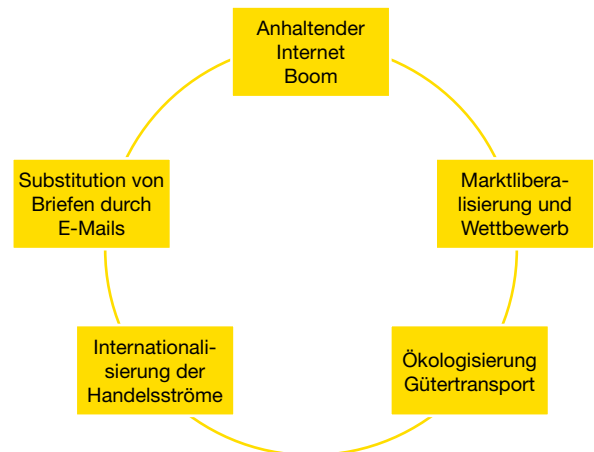 Anhaltender
Internet
Boom
Substitution von
Briefen durch
E-Mails
Marktlibera-
lisierung und
Wettbewerb
Internationali-
sierung der
Handelsströme
Ökologisierung
Gütertransport